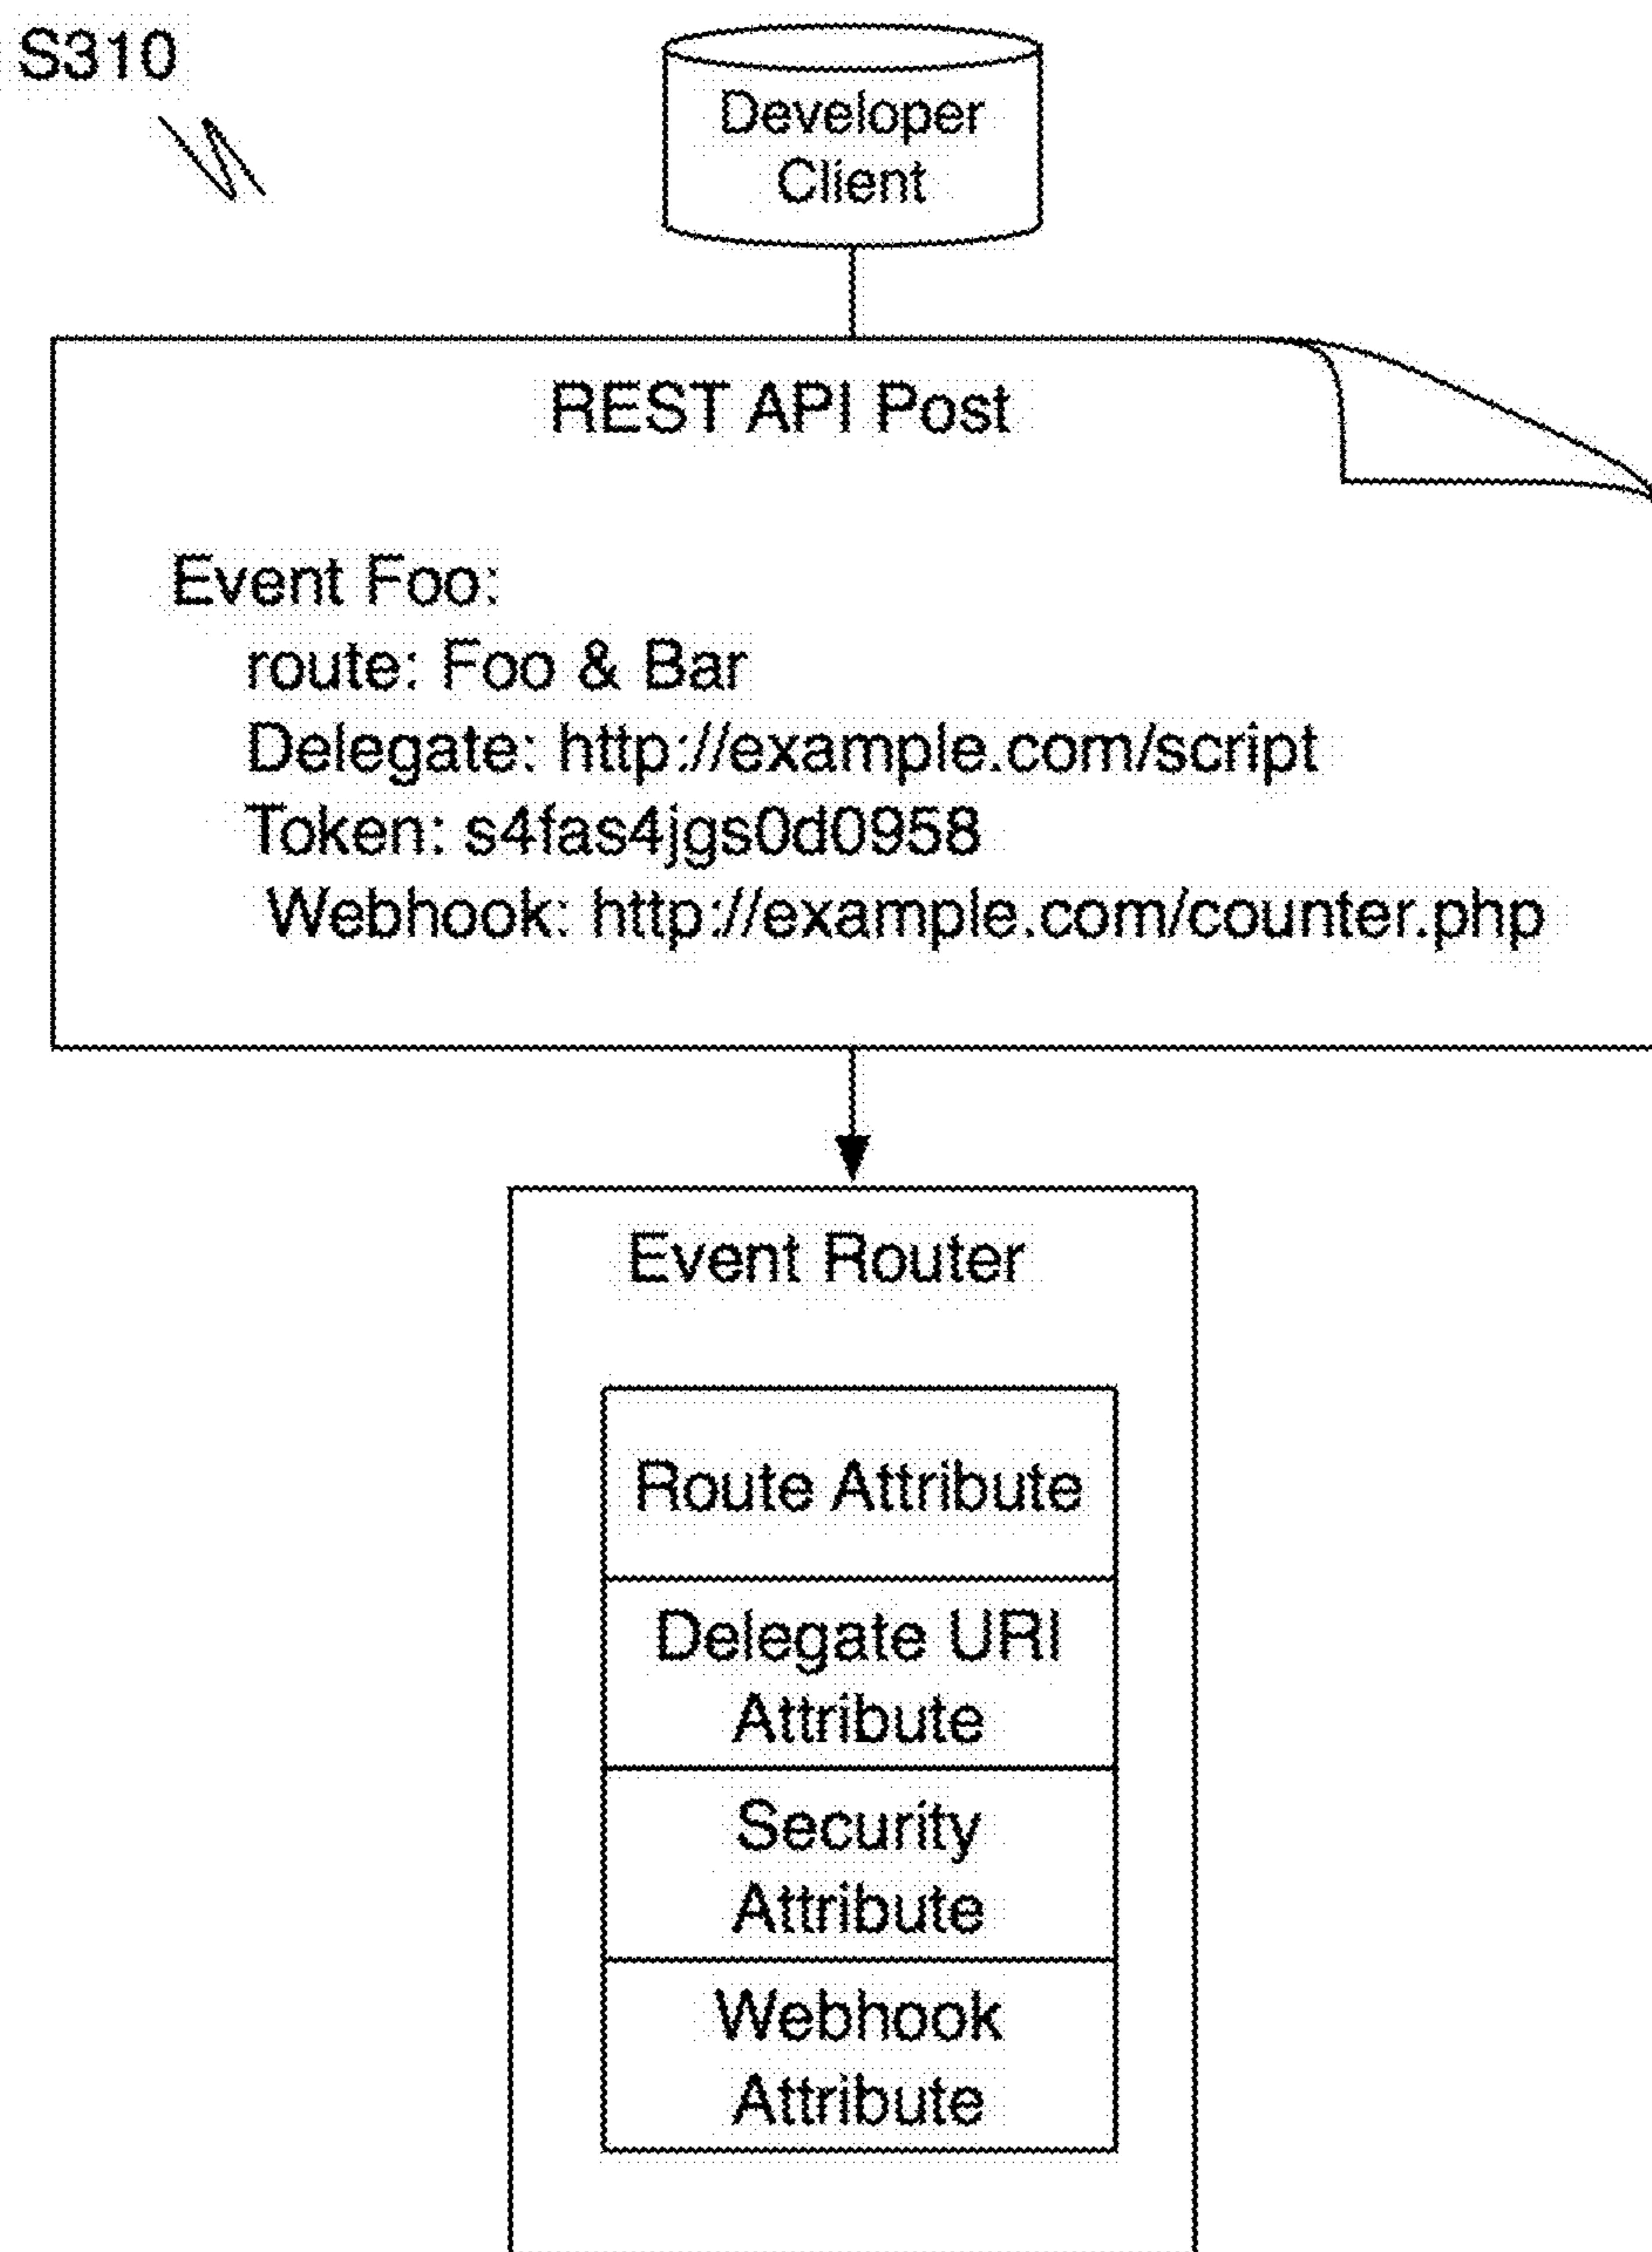 S310
Developer
Client
REST API Post
Event Foo:
route: Foo & Bar
Delegate: http://example.com/script
Token: s4fas4jgs0d0958
Webhook: http://example.com/counter.php
Event Router
Route Attribute
Delegate URI
Attribute
Security
Attribute
Webhook
Attribute